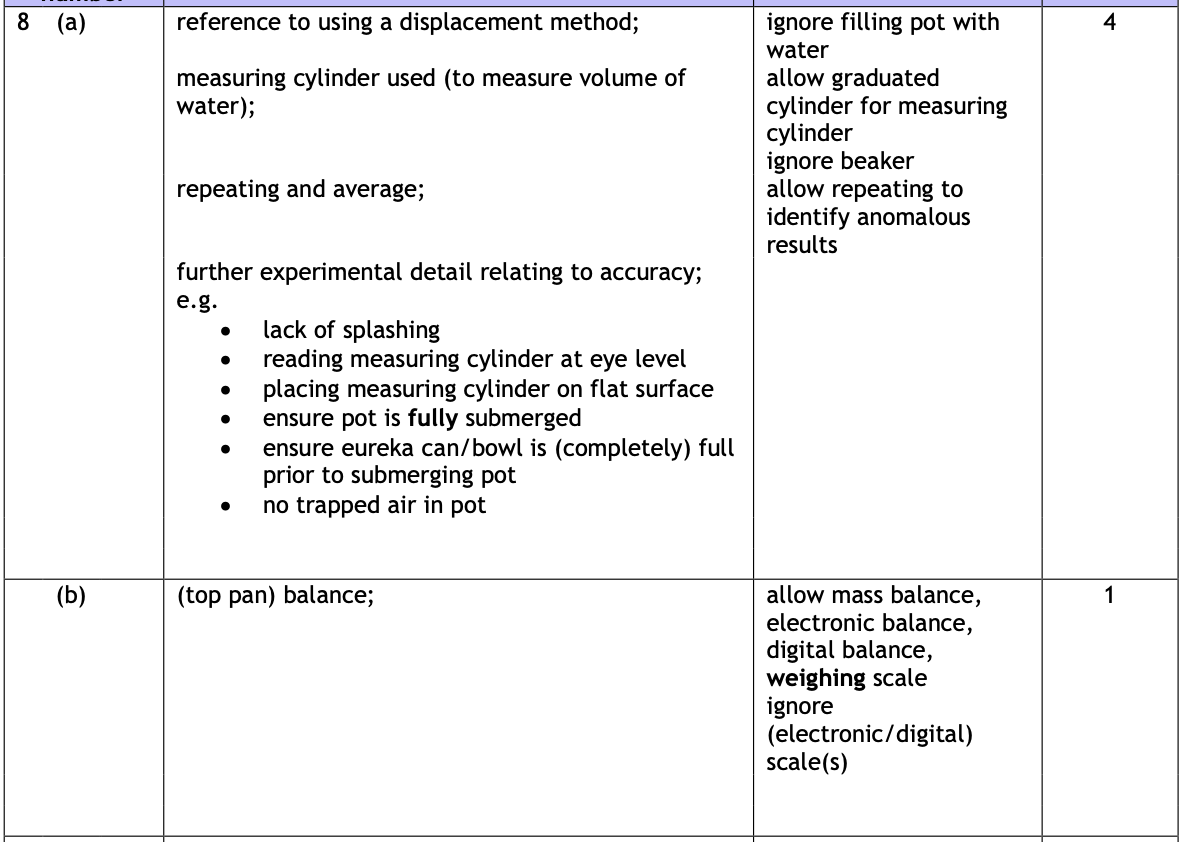 8 (a) reference to using a displacement method; ignore filling pot with 4
water
measuring cylinder used (to measure volume of allow graduated
water); cylinder for measuring
cylinder
ignore beaker
repeating and average; allow repeating to
identify anomalous
results
further experimental detail relating to accuracy;
e.g.
• lack of splashing
• reading measuring cylinder at eye level
• placing measuring cylinder on flat surface
• ensure pot is fully submerged
• ensure eureka can/bowl is (completely) full
prior to submerging pot
• no trapped air in pot
(b) (top pan) balance; allow mass balance, 1
electronic balance,
digital balance,
weighing scale
ignore
(electronic/digital)
scale(s)